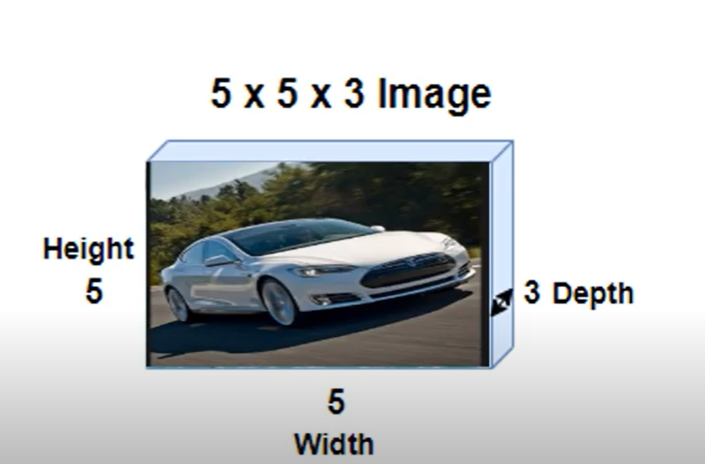 5 x 5 x 3 Image
Height
5
3 Depth
5
Width